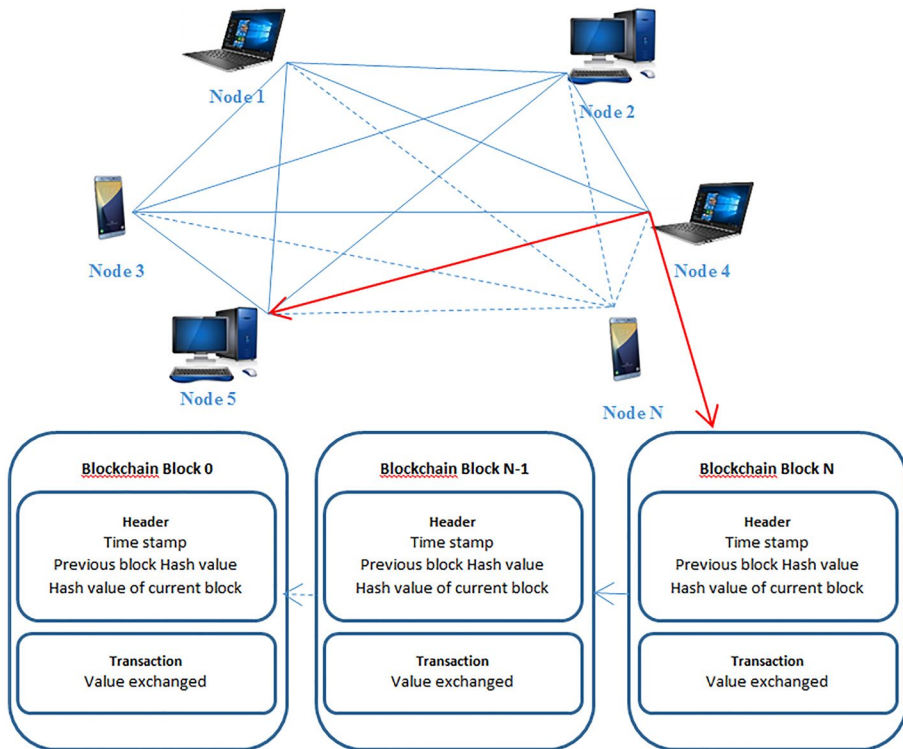 Node 1
Node 2
Node 3
Node 4
Node 5
Node N
Blockchain Block 0
Header
Time stamp
Previous block Hash value
Hash value of current block
Transaction
Value exchanged
Blockchain Block N-1
Header
Time stamp
Previous block Hash value
Hash value of current block
Transaction
Value exchanged
Blockchain Block N
Header
Time stamp
Previous block Hash value
Hash value of current block
Transaction
Value exchanged